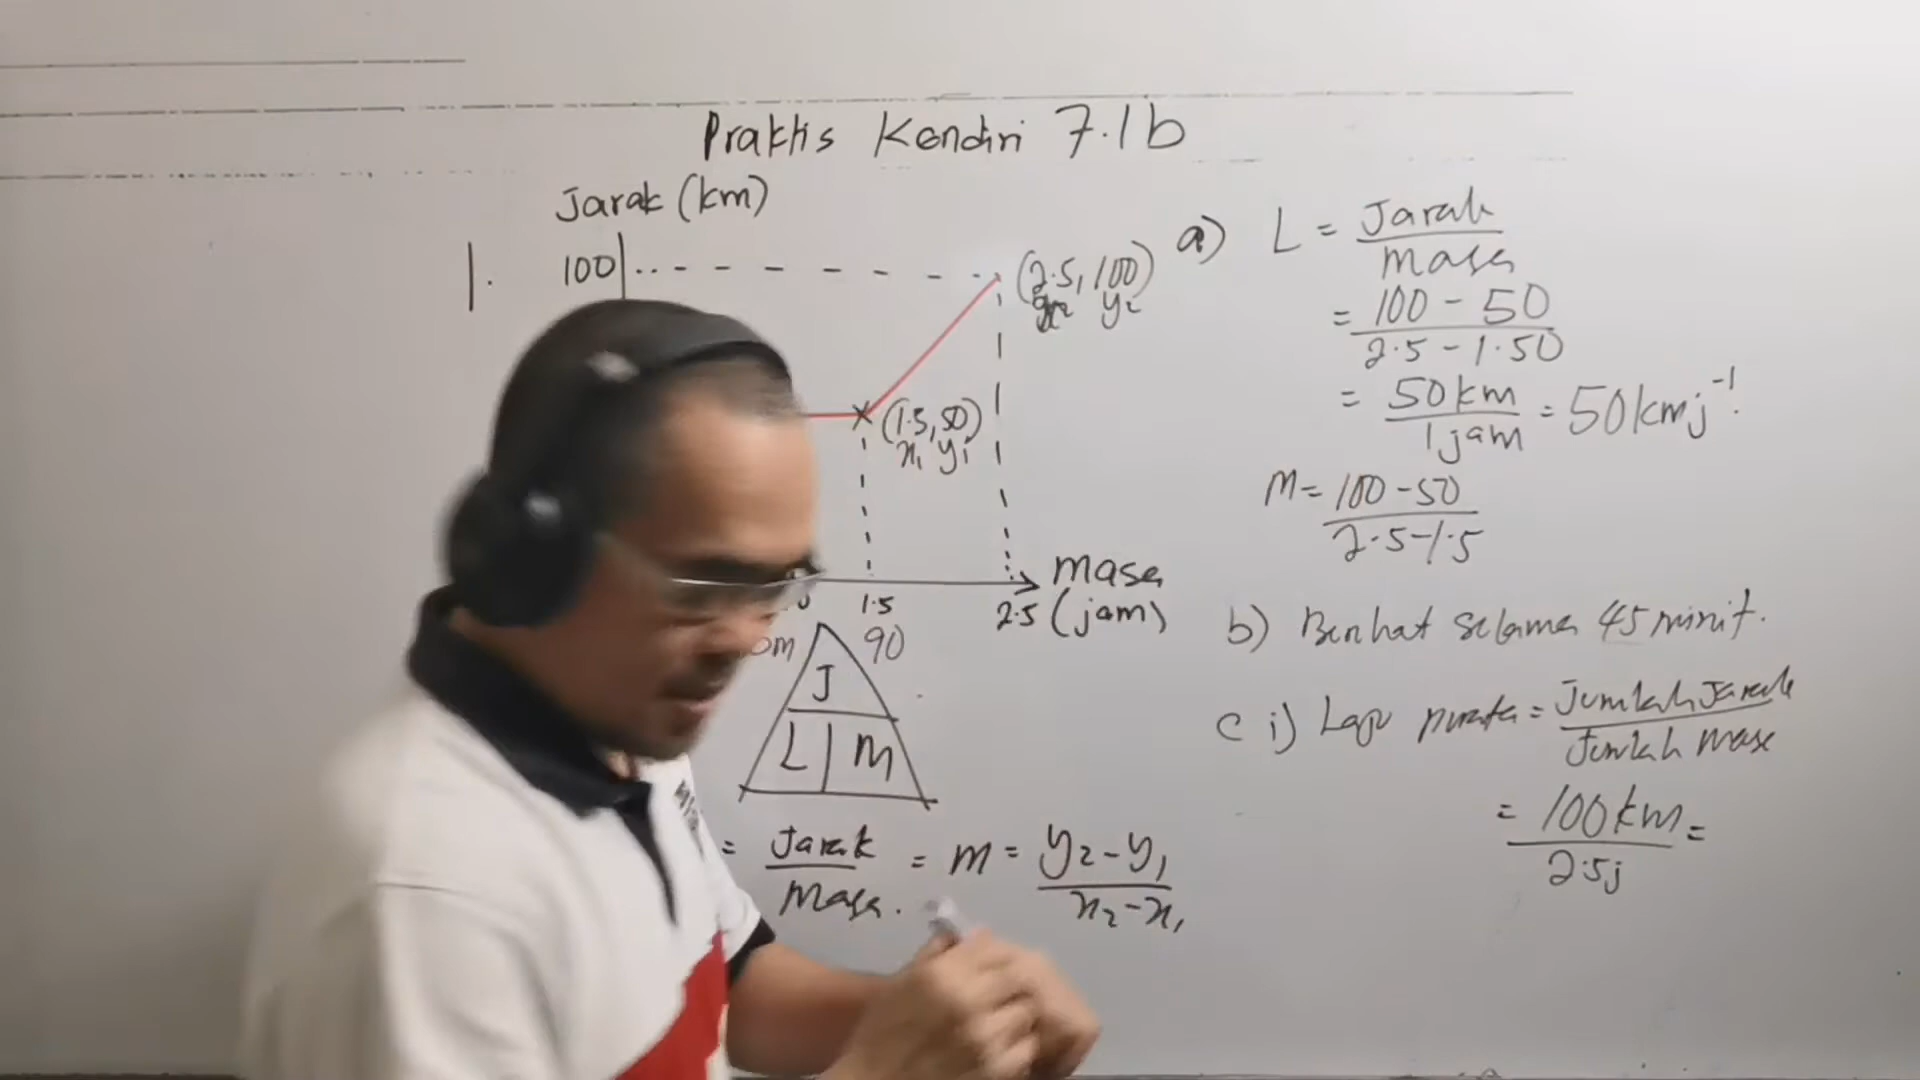 Praktis Kendiri 7.1b
Jarak (km)
1.
100
(2.5, 100)
x2 y2
(1.5, 50)
x1 y1
1.5
2.5
masa
(jam)
90
J
L M
= Jarak / Masa. = m = y2 - y1 / x2 - x1
a) L = Jarak / masa
= 100 - 50 / 2.5 - 1.50
= 50 km / 1 jam = 50 kmj⁻¹.
M = 100 - 50 / 2.5 - 1.5
b) Berihat selama 45 minit.
c i) Laju purata = Jumlah Jarak / Jumlah masa
= 100 km / 2.5j =